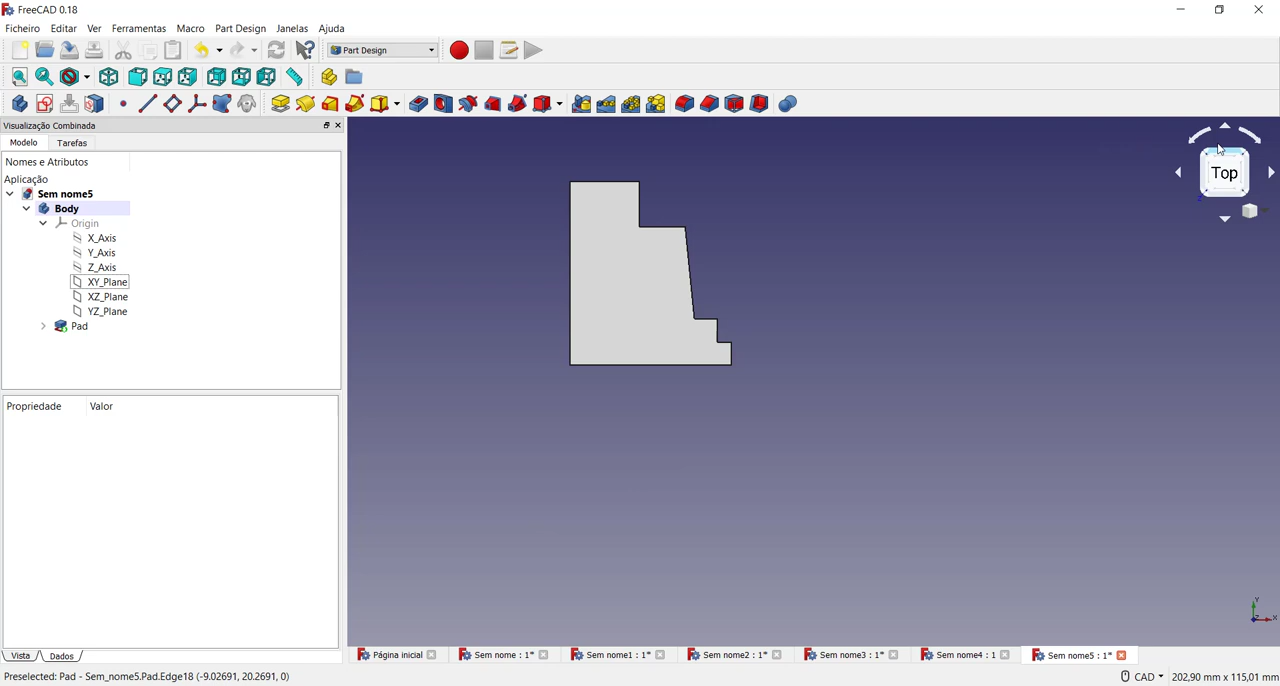 FreeCAD 0.18
Ficheiro Editar Ver Ferramentas Macro Part Design Janelas Ajuda
Part Design
Visualização Combinada
Modelo Tarefas
Nomes e Atributos
Aplicação
Sem nome5
Body
Origin
X_Axis
Y_Axis
Z_Axis
XY_Plane
XZ_Plane
YZ_Plane
Pad
Top
Z
Propriedade Valor
Y
Z X
Vista Dados
Página inicial Sem nome : 1* Sem nome1 : 1* Sem nome2 : 1* Sem nome3 : 1* Sem nome4 : 1 Sem nome5 : 1*
Preselected: Pad - Sem_nome5.Pad.Edge18 (-9.02691, 20.2691, 0) CAD 202,90 mm x 115,01 mm